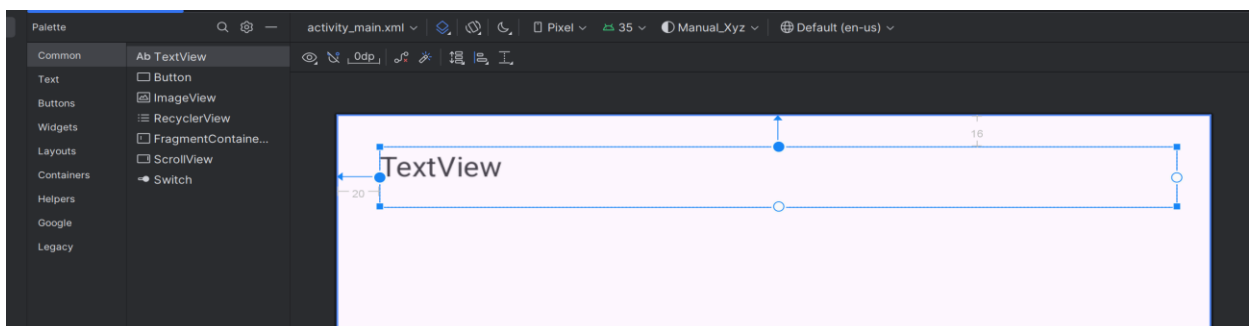 Palette
activity_main.xml
Pixel
35
Manual_Xyz
Default (en-us)
Common
Ab TextView
0dp
Text
Button
Buttons
ImageView
Widgets
RecyclerView
16
FragmentContaine...
Layouts
ScrollView
TextView
Containers
Switch
20
Helpers
Google
Legacy